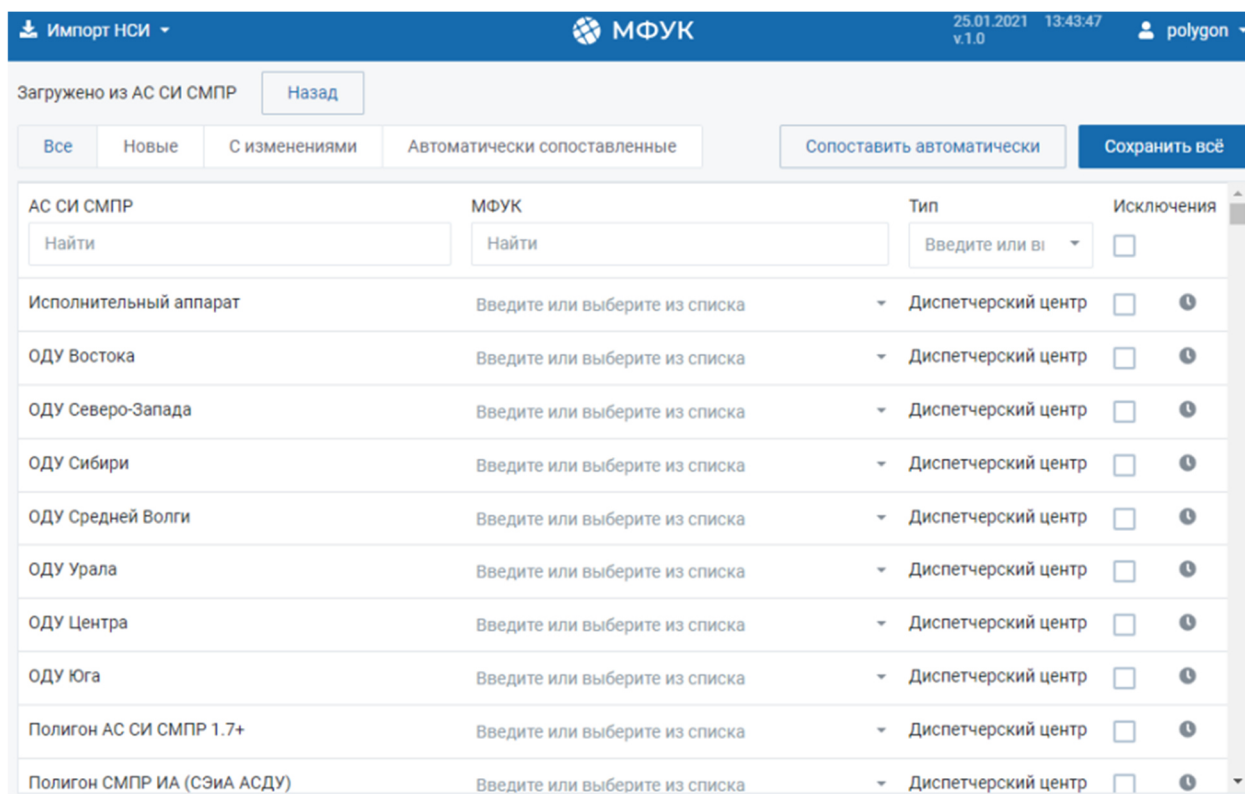 Импорт НСИ
МФУК
25.01.2021 13:43:47
v.1.0
polygon
Загружено из АС СИ СМПР
Назад
Все
Новые
С изменениями
Автоматически сопоставленные
Сопоставить автоматически
Сохранить всё
АС СИ СМПР МФУК Тип Исключения
Найти Найти Введите или вы
Исполнительный аппарат Введите или выберите из списка Диспетчерский центр
ОДУ Востока Введите или выберите из списка Диспетчерский центр
ОДУ Северо-Запада Введите или выберите из списка Диспетчерский центр
ОДУ Сибири Введите или выберите из списка Диспетчерский центр
ОДУ Средней Волги Введите или выберите из списка Диспетчерский центр
ОДУ Урала Введите или выберите из списка Диспетчерский центр
ОДУ Центра Введите или выберите из списка Диспетчерский центр
ОДУ Юга Введите или выберите из списка Диспетчерский центр
Полигон АС СИ СМПР 1.7+ Введите или выберите из списка Диспетчерский центр
Полигон СМПР ИА (СЭиА АСДУ) Введите или выберите из списка Диспетчерский центр